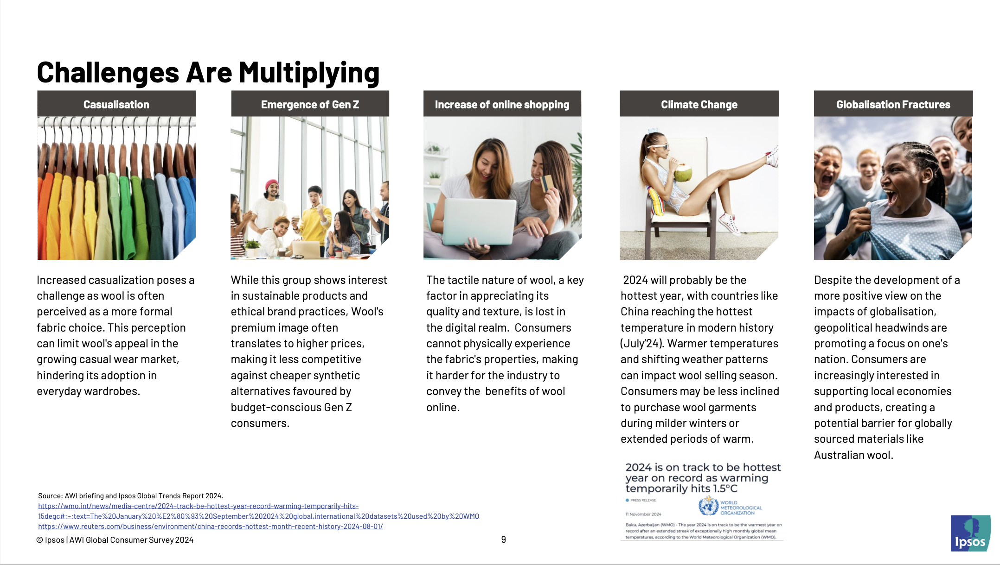 Challenges Are Multiplying
Casualisation
Increased casualization poses a
challenge as wool is often
perceived as a more formal
fabric choice. This perception
can limit wool's appeal in the
growing casual wear market,
hindering its adoption in
everyday wardrobes.
Emergence of Gen Z
While this group shows interest
in sustainable products and
ethical brand practices, Wool's
premium image often
translates to higher prices,
making it less competitive
against cheaper synthetic
alternatives favoured by
budget-conscious Gen Z
consumers.
Increase of online shopping
The tactile nature of wool, a key
factor in appreciating its
quality and texture, is lost in
the digital realm.  Consumers
cannot physically experience
the fabric's properties, making
it harder for the industry to
convey the  benefits of wool
online.
Climate Change
2024 will probably be the
hottest year, with countries like
China reaching the hottest
temperature in modern history
(July’24). Warmer temperatures
and shifting weather patterns
can impact wool selling season.
Consumers may be less inclined
to purchase wool garments
during milder winters or
extended periods of warm.
2024 is on track to be hottest
year on record as warming
temporarily hits 1.5°C
PRESS RELEASE
WORLD
METEOROLOGICAL
ORGANIZATION
11 November 2024
Baku, Azerbaijan (WMO) - The year 2024 is on track to be the warmest year on
record after an extended streak of exceptionally high monthly global mean
temperatures, according to the World Meteorological Organization (WMO).
Globalisation Fractures
Despite the development of a
more positive view on the
impacts of globalisation,
geopolitical headwinds are
promoting a focus on one's
nation. Consumers are
increasingly interested in
supporting local economies
and products, creating a
potential barrier for globally
sourced materials like
Australian wool.
Source: AWI briefing and Ipsos Global Trends Report 2024.
https://wmo.int/news/media-centre/2024-track-be-hottest-year-record-warming-temporarily-hits-
15degc#:~:text=The%20January%20%E2%80%93%20September%202024%20global,international%20datasets%20used%20by%20WMO
https://www.reuters.com/business/environment/china-records-hottest-month-recent-history-2024-08-01/
© Ipsos | AWI Global Consumer Survey 2024
9
Ipsos